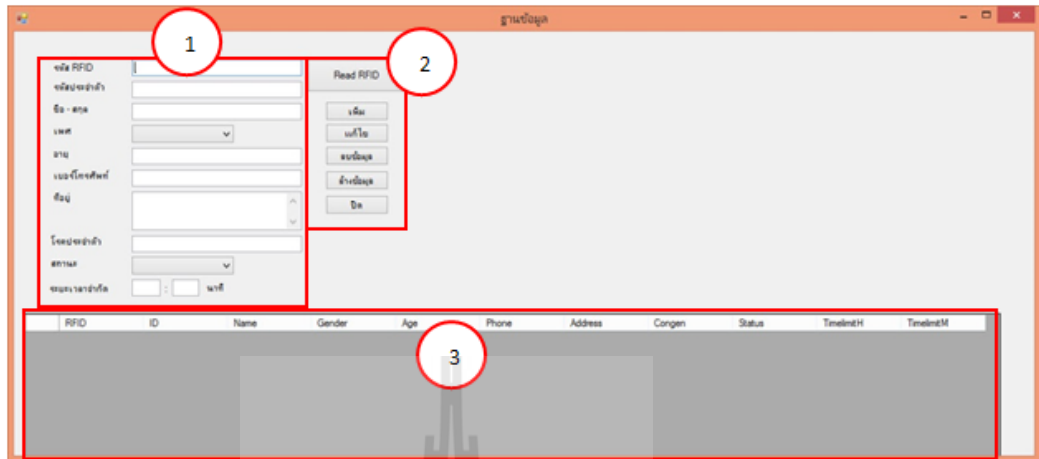 ฐานข้อมูล
1
2
รหัส RFID
Read RFID
รหัสประจำตัว
ชื่อ - สกุล
เพิ่ม
เพศ
แก้ไข
อายุ
ลบข้อมูล
เบอร์โทรศัพท์
ล้างข้อมูล
ที่อยู่
ปิด
โรคประจำตัว
สถานะ
ระยะเวลาจำกัด : นาที
RFID ID Name Gender Age Phone Address Congen Status TimelimitH TimelimitM
3